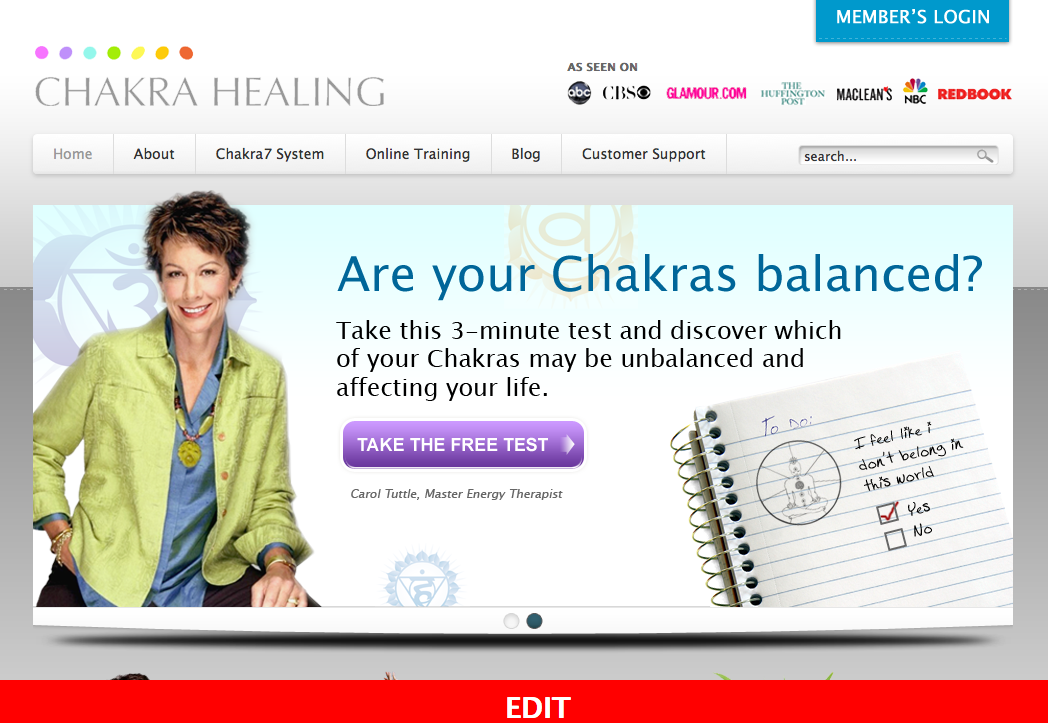 MEMBER'S LOGIN
CHAKRA HEALING
AS SEEN ON
abc CBS GLAMOUR.COM THE HUFFINGTON POST MACLEAN'S NBC REDBOOK
Home About Chakra7 System Online Training Blog Customer Support search...
Are your Chakras balanced?
Take this 3-minute test and discover which
of your Chakras may be unbalanced and
affecting your life.
TAKE THE FREE TEST
Carol Tuttle, Master Energy Therapist
To Do:
I feel like i
don't belong in
this world
Yes
No
EDIT